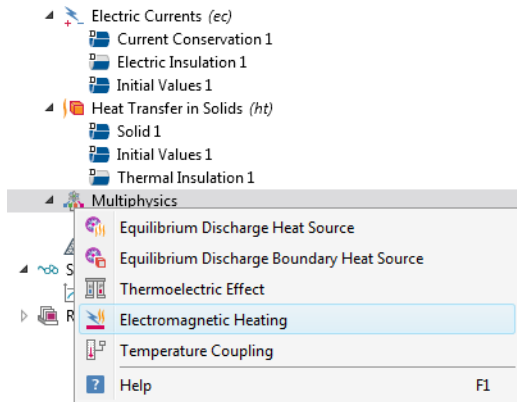 Electric Currents (ec)
Current Conservation 1
Electric Insulation 1
Initial Values 1
Heat Transfer in Solids (ht)
Solid 1
Initial Values 1
Thermal Insulation 1
Multiphysics
Equilibrium Discharge Heat Source
Equilibrium Discharge Boundary Heat Source
S
Thermoelectric Effect
R
Electromagnetic Heating
Temperature Coupling
Help F1